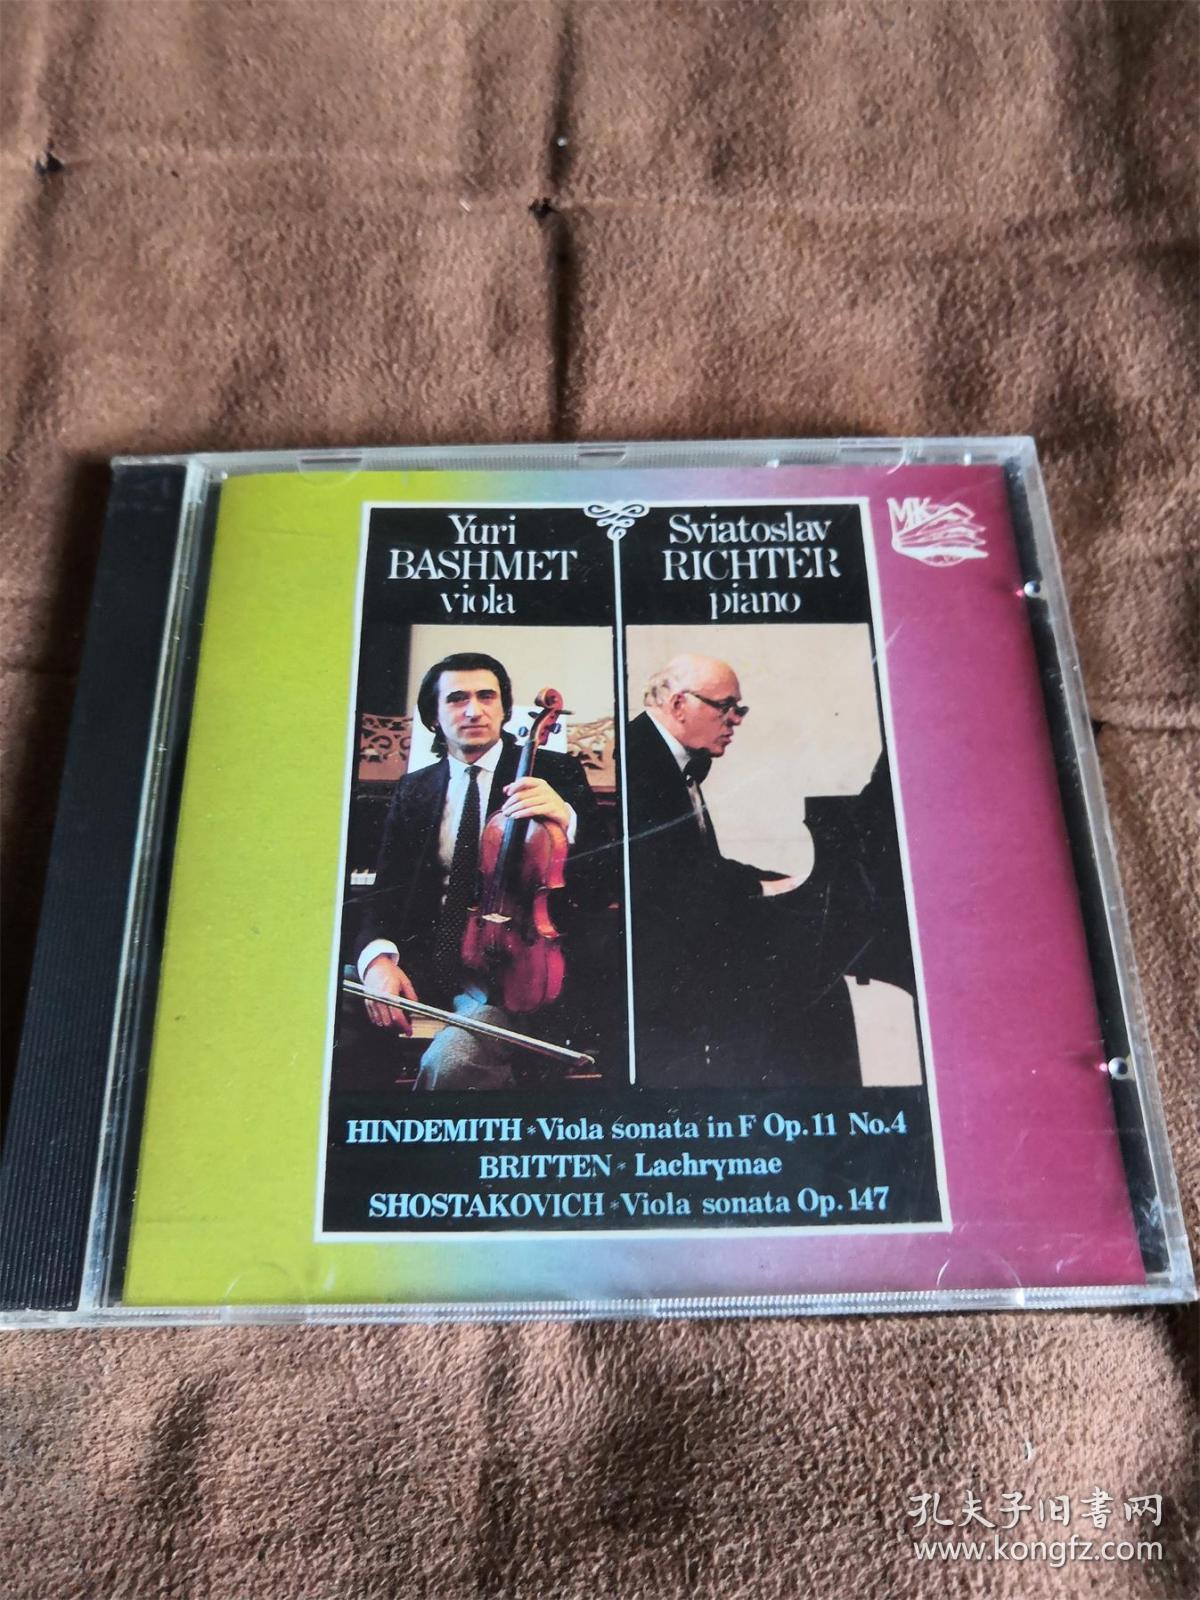 Yuri
BASHMET
viola
Sviatoslav
RICHTER
piano
MK
HINDEMITH * Viola sonata in F Op.11 No.4
BRITTEN * Lachrymae
SHOSTAKOVICH * Viola sonata Op.147
孔夫子旧书网
www.kongfz.com